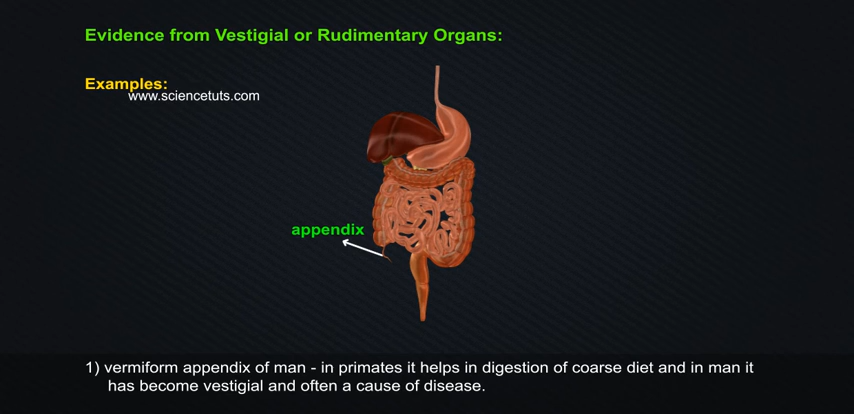 Evidence from Vestigial or Rudimentary Organs:
Examples:
www.sciencetuts.com
appendix
1) vermiform appendix of man - in primates it helps in digestion of coarse diet and in man it
has become vestigial and often a cause of disease.